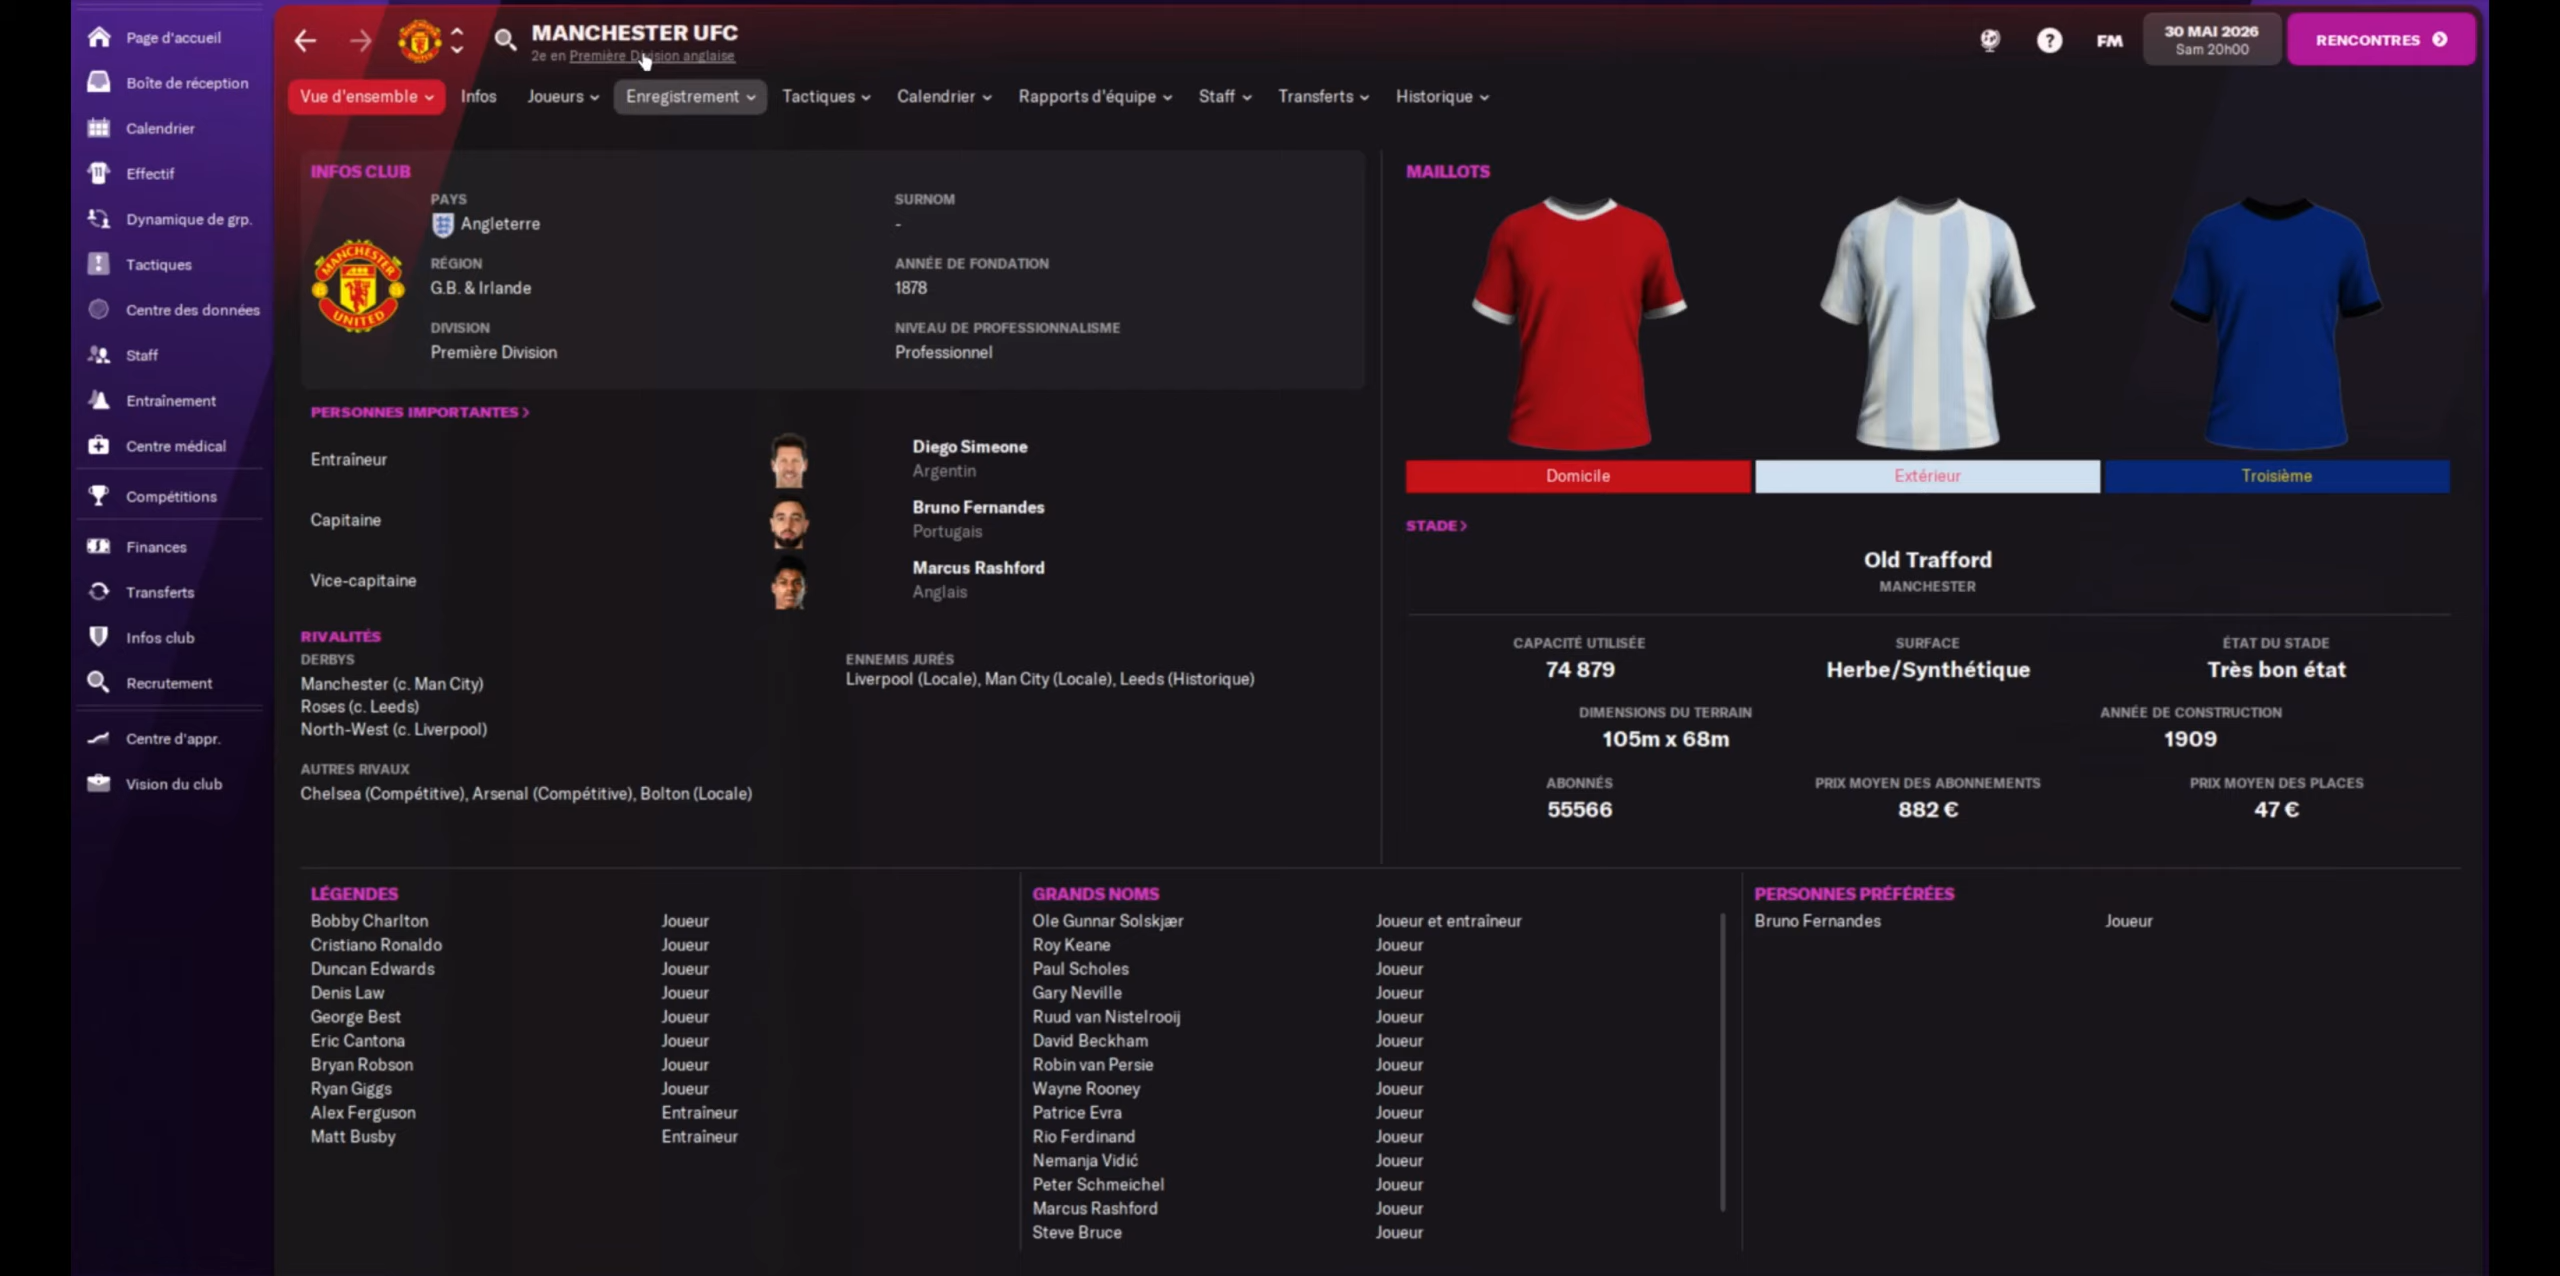 Page d'accueil
Boîte de réception
Calendrier
Effectif
Dynamique de grp.
Tactiques
Centre des données
Staff
Entraînement
Centre médical
Compétitions
Finances
Transferts
Infos club
Recrutement
Centre d'appr.
Vision du club
MANCHESTER UFC
2e en Première Division anglaise
FM
30 MAI 2026
Sam 20h00
RENCONTRES
Vue d'ensemble Infos Joueurs Enregistrement Tactiques Calendrier Rapports d'équipe Staff Transferts Historique
INFOS CLUB
MANCHESTER
UNITED
PAYS
Angleterre
SURNOM
-
RÉGION
G.B. & Irlande
ANNÉE DE FONDATION
1878
DIVISION
Première Division
NIVEAU DE PROFESSIONNALISME
Professionnel
PERSONNES IMPORTANTES >
Entraîneur
Diego Simeone
Argentin
Capitaine
Bruno Fernandes
Portugais
Vice-capitaine
Marcus Rashford
Anglais
RIVALITÉS
DERBYS
Manchester (c. Man City)
Roses (c. Leeds)
North-West (c. Liverpool)
ENNEMIS JURÉS
Liverpool (Locale), Man City (Locale), Leeds (Historique)
AUTRES RIVAUX
Chelsea (Compétitive), Arsenal (Compétitive), Bolton (Locale)
MAILLOTS
Domicile Extérieur Troisième
STADE >
Old Trafford
MANCHESTER
CAPACITÉ UTILISÉE
74 879
SURFACE
Herbe/Synthétique
ÉTAT DU STADE
Très bon état
DIMENSIONS DU TERRAIN
105m x 68m
ANNÉE DE CONSTRUCTION
1909
ABONNÉS
55566
PRIX MOYEN DES ABONNEMENTS
882 €
PRIX MOYEN DES PLACES
47 €
LÉGENDES
Bobby Charlton Joueur
Cristiano Ronaldo Joueur
Duncan Edwards Joueur
Denis Law Joueur
George Best Joueur
Eric Cantona Joueur
Bryan Robson Joueur
Ryan Giggs Joueur
Alex Ferguson Entraîneur
Matt Busby Entraîneur
GRANDS NOMS
Ole Gunnar Solskjær Joueur et entraîneur
Roy Keane Joueur
Paul Scholes Joueur
Gary Neville Joueur
Ruud van Nistelrooij Joueur
David Beckham Joueur
Robin van Persie Joueur
Wayne Rooney Joueur
Patrice Evra Joueur
Rio Ferdinand Joueur
Nemanja Vidić Joueur
Peter Schmeichel Joueur
Marcus Rashford Joueur
Steve Bruce Joueur
PERSONNES PRÉFÉRÉES
Bruno Fernandes Joueur